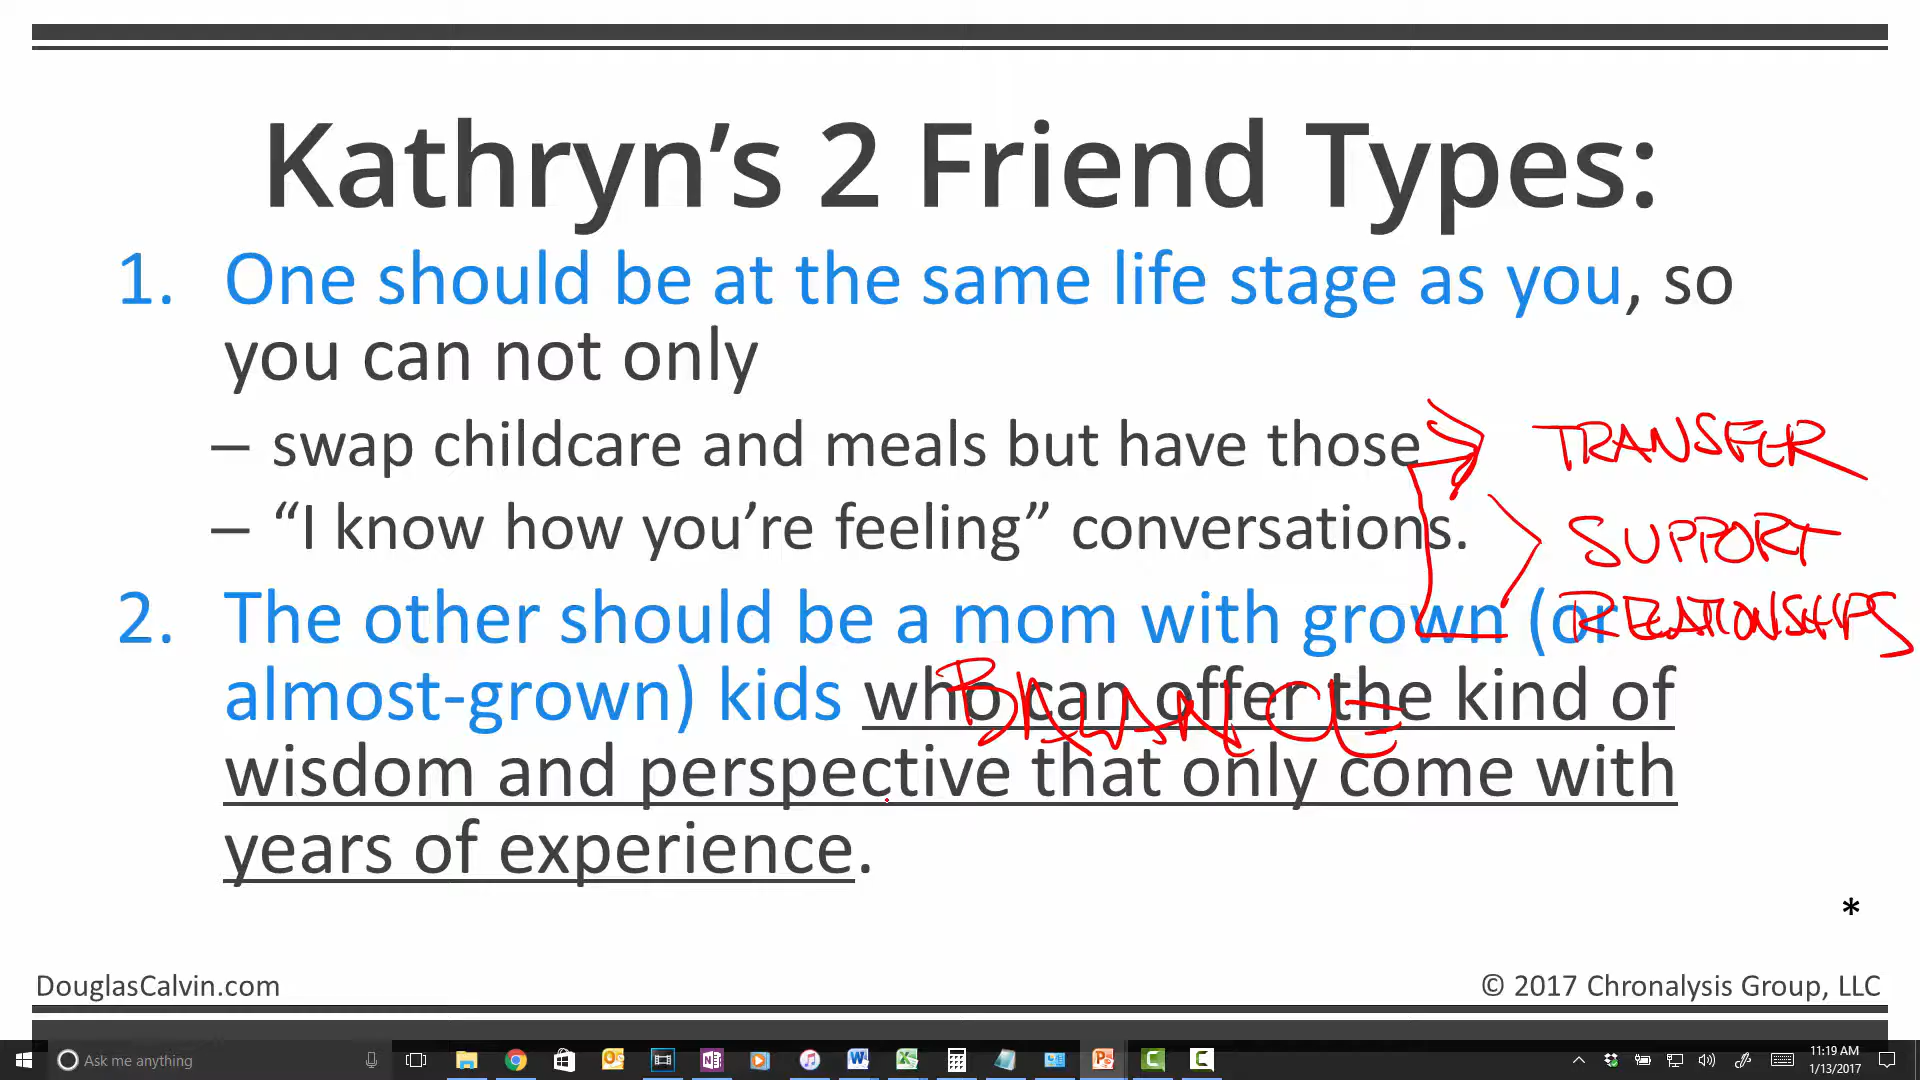 Kathryn’s 2 Friend Types:
1. One should be at the same life stage as you, so
you can not only
– swap childcare and meals but have those
TRANSFER
– “I know how you’re feeling” conversations.
SUPPORT
2. The other should be a mom with grown (or
RELATIONSHIPS
almost-grown) kids who can offer the kind of
BALANCE
wisdom and perspective that only come with
years of experience.
*
DouglasCalvin.com
© 2017 Chronalysis Group, LLC
Ask me anything
11:19 AM
1/13/2017